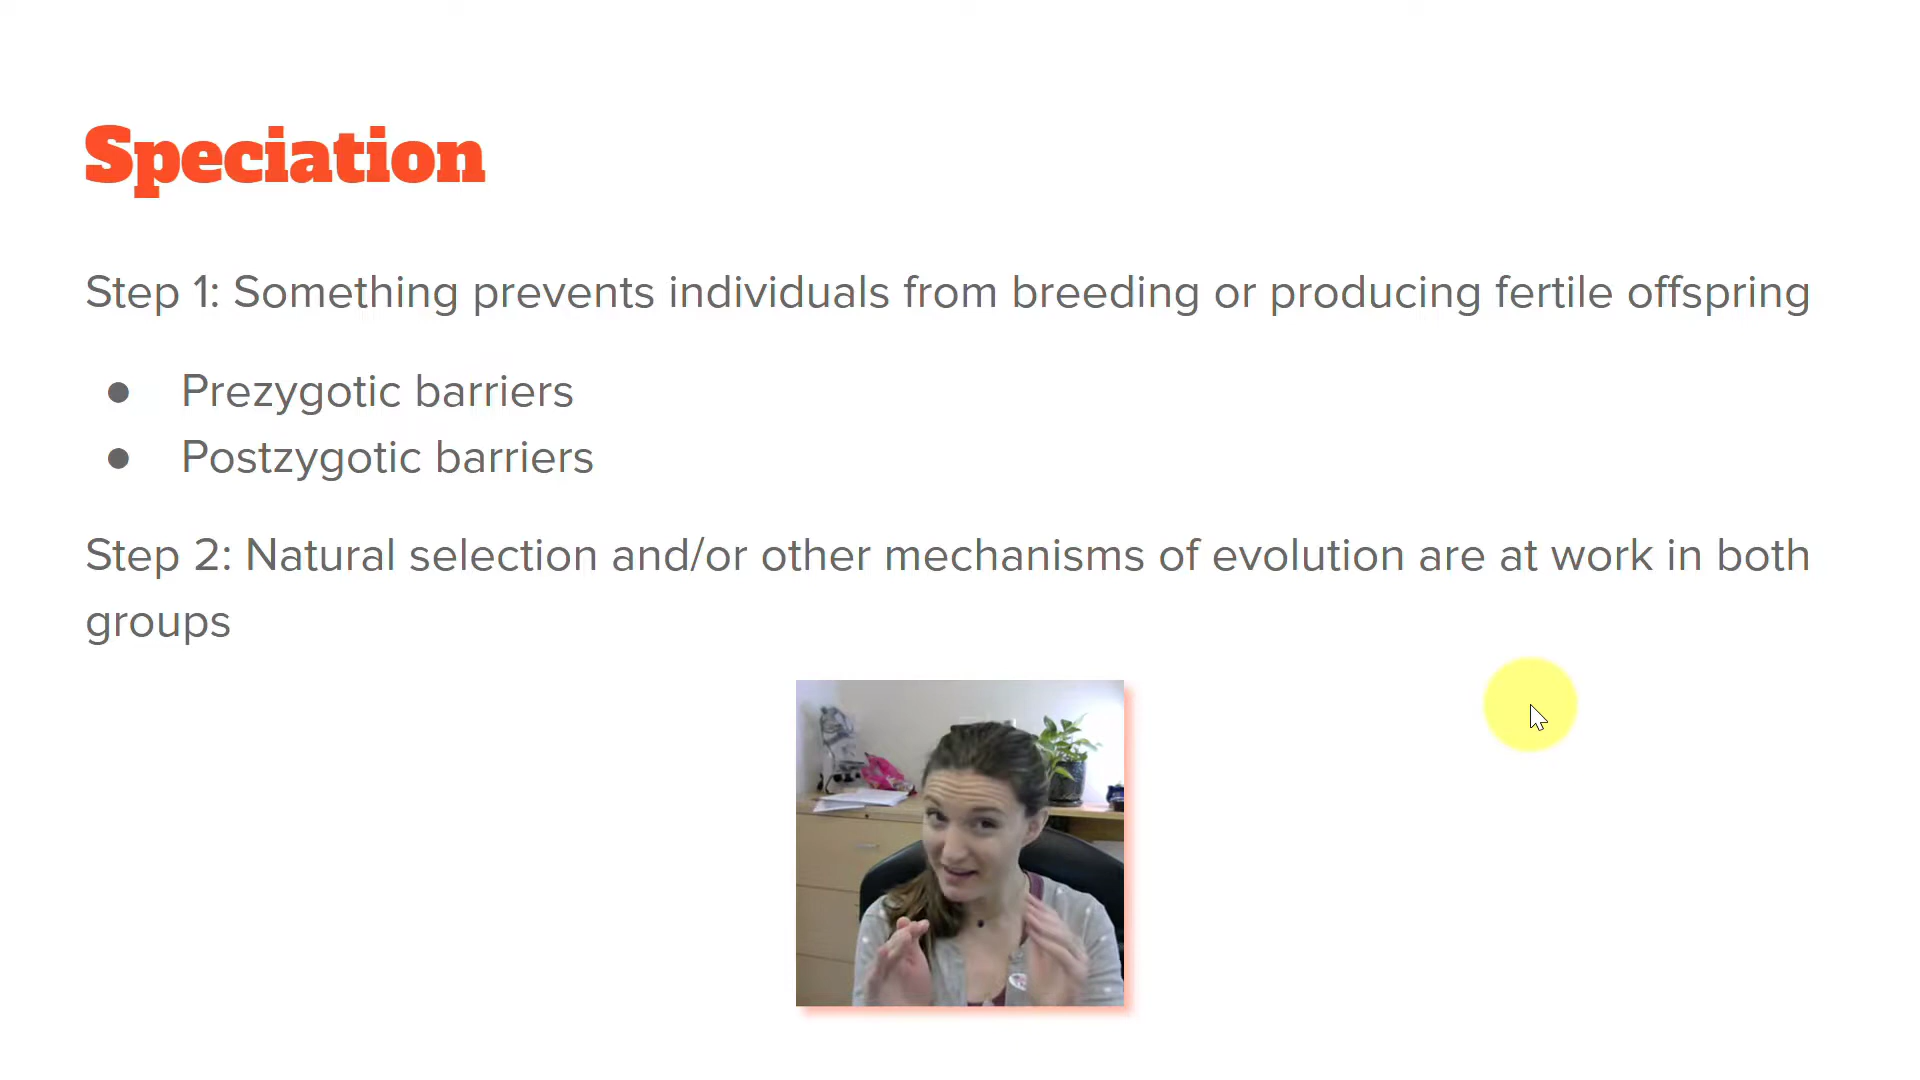 Speciation
Step 1: Something prevents individuals from breeding or producing fertile offspring
● Prezygotic barriers
● Postzygotic barriers
Step 2: Natural selection and/or other mechanisms of evolution are at work in both
groups